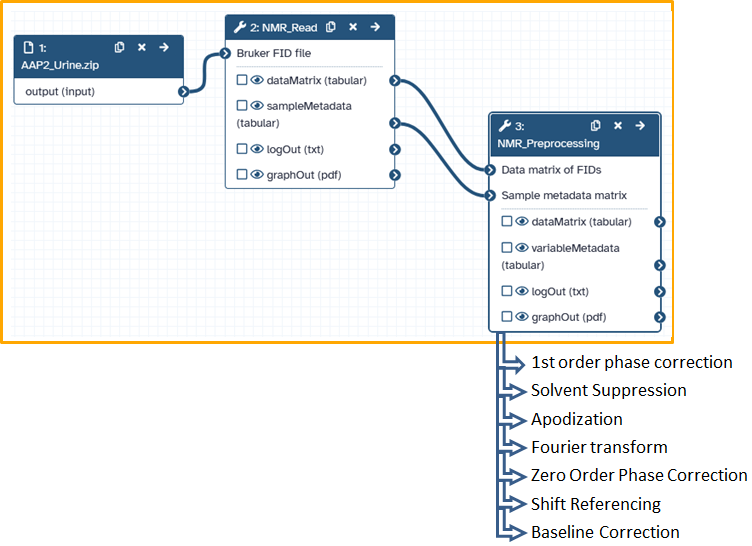 1:
AAP2_Urine.zip
output (input)
2: NMR_Read
Bruker FID file
dataMatrix (tabular)
sampleMetadata
(tabular)
logOut (txt)
graphOut (pdf)
3:
NMR_Preprocessing
Data matrix of FIDs
Sample metadata matrix
dataMatrix (tabular)
variableMetadata
(tabular)
logOut (txt)
graphOut (pdf)
1st order phase correction
Solvent Suppression
Apodization
Fourier transform
Zero Order Phase Correction
Shift Referencing
Baseline Correction